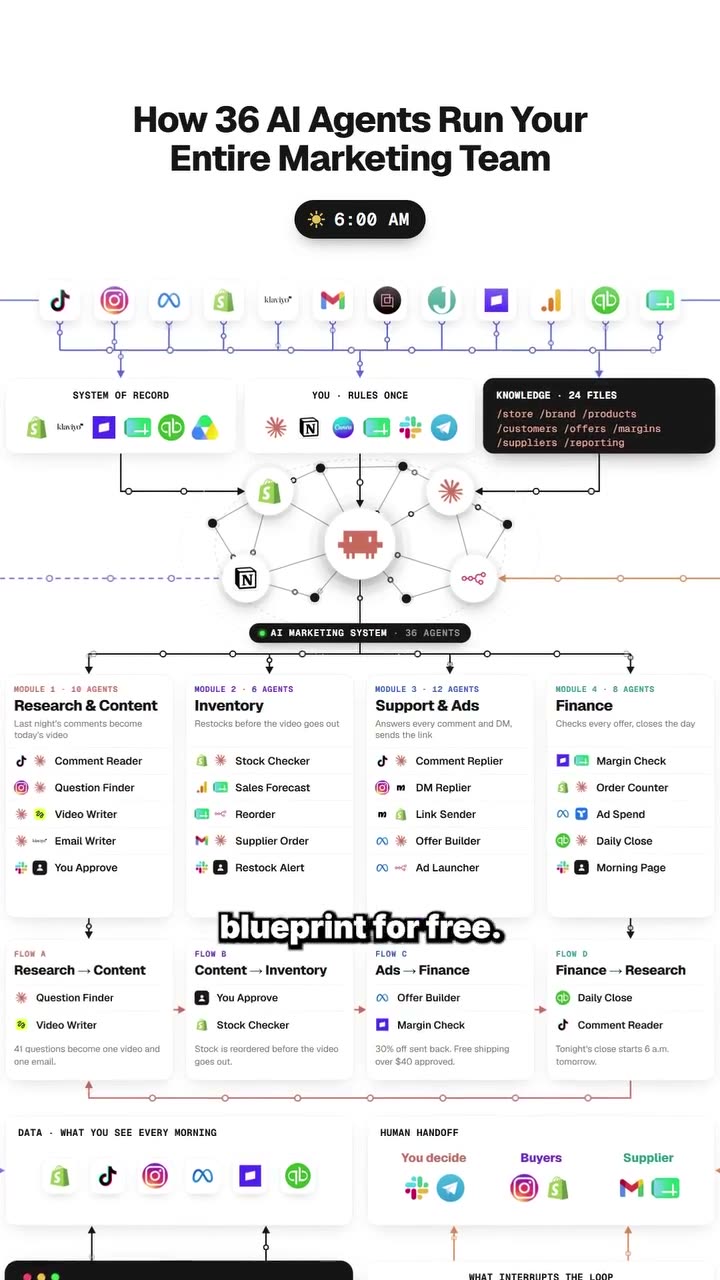 How 36 AI Agents Run Your
Entire Marketing Team
6:00 AM
klaviyo
SYSTEM OF RECORD
klaviyo
YOU · RULES ONCE
Canva
KNOWLEDGE · 24 FILES
/store /brand /products
/customers /offers /margins
/suppliers /reporting
AI MARKETING SYSTEM · 36 AGENTS
MODULE 1 · 10 AGENTS
Research & Content
Last night's comments become
today's video
Comment Reader
Question Finder
Video Writer
klaviyo
Email Writer
You Approve
MODULE 2 · 6 AGENTS
Inventory
Restocks before the video goes out
Stock Checker
Sales Forecast
Reorder
Supplier Order
Restock Alert
MODULE 3 · 12 AGENTS
Support & Ads
Answers every comment and DM,
sends the link
Comment Replier
DM Replier
Link Sender
Offer Builder
Ad Launcher
MODULE 4 · 8 AGENTS
Finance
Checks every offer, closes the day
Margin Check
Order Counter
Ad Spend
Daily Close
Morning Page
blueprint for free.
FLOW A
Research → Content
Question Finder
Video Writer
41 questions become one video and
one email.
FLOW B
Content → Inventory
You Approve
Stock Checker
Stock is reordered before the video
goes out.
FLOW C
Ads → Finance
Offer Builder
Margin Check
30% off sent back. Free shipping
over $40 approved.
FLOW D
Finance → Research
Daily Close
Comment Reader
Tonight's close starts 6 a.m.
tomorrow.
DATA · WHAT YOU SEE EVERY MORNING
HUMAN HANDOFF
You decide
Buyers
Supplier
WHAT INTERRUPTS THE LOOP